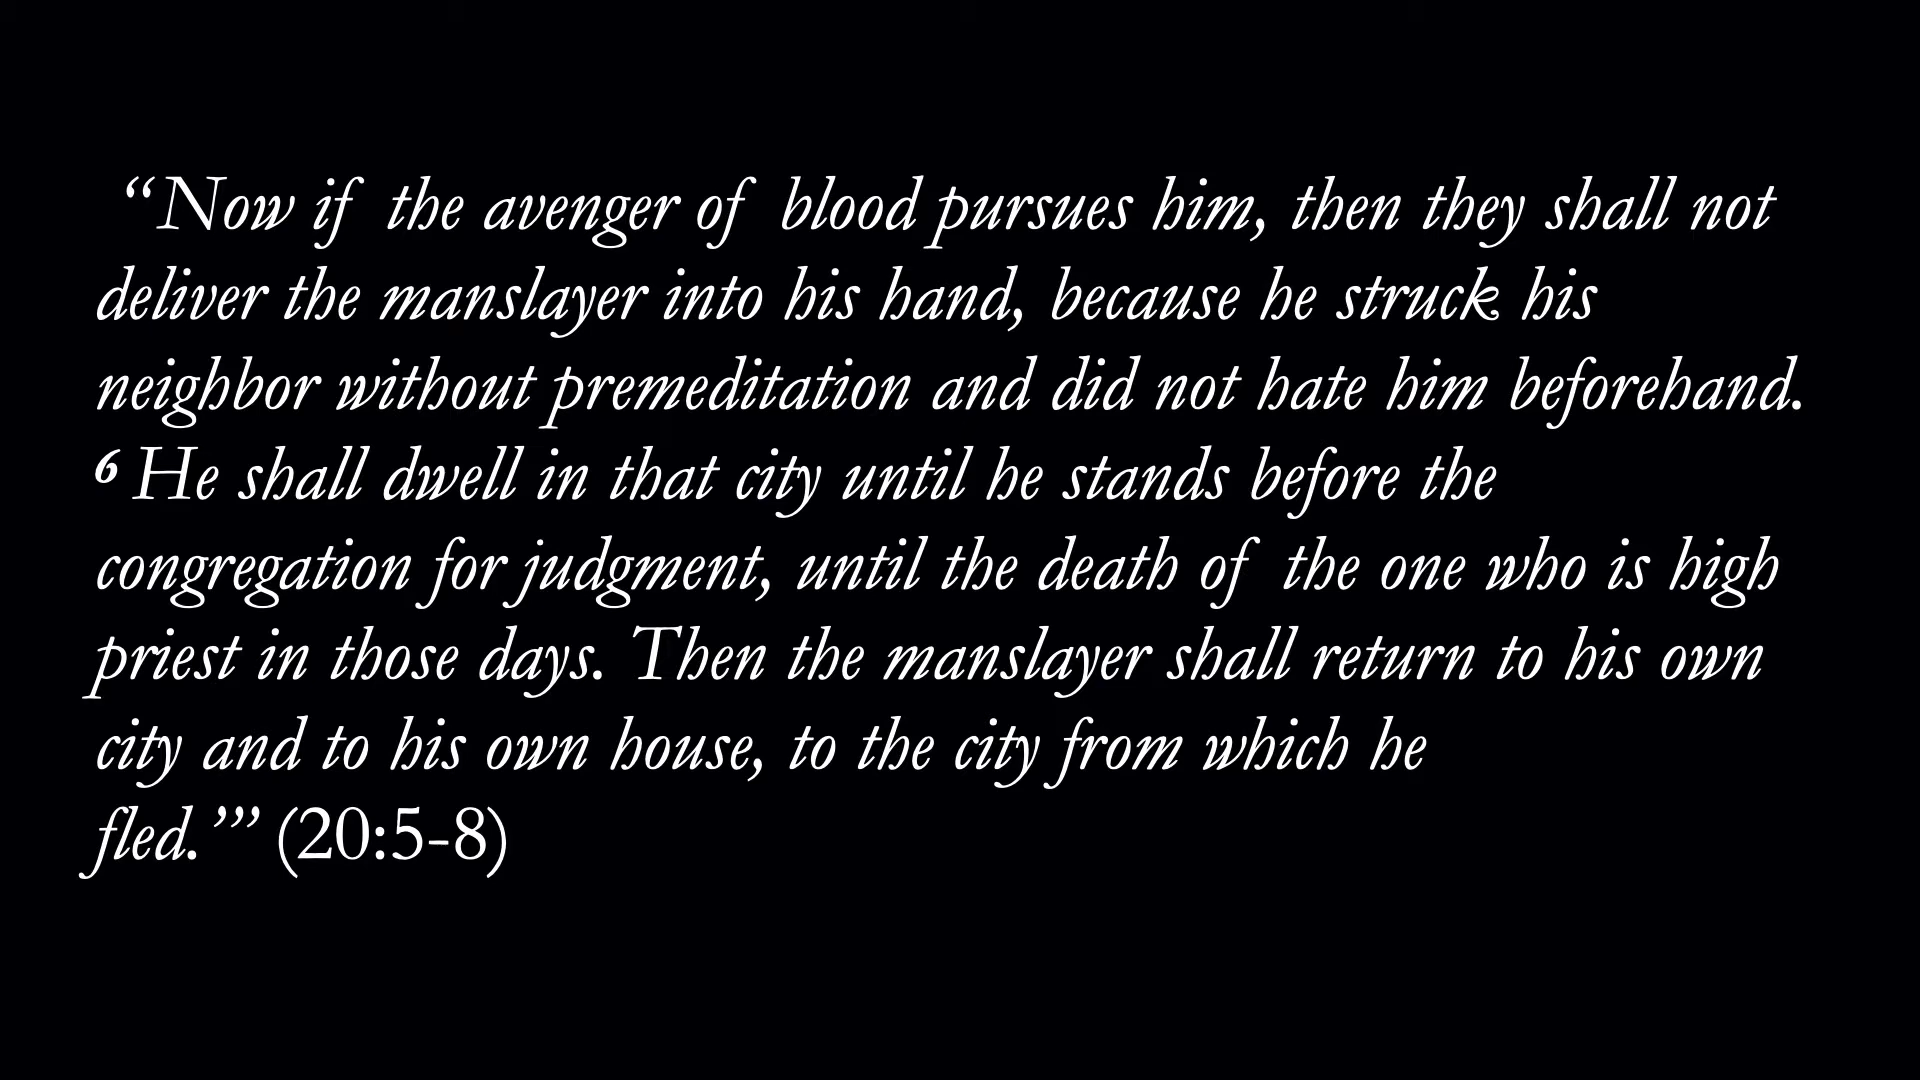 “Now if the avenger of blood pursues him, then they shall not
deliver the manslayer into his hand, because he struck his
neighbor without premeditation and did not hate him beforehand.
⁶ He shall dwell in that city until he stands before the
congregation for judgment, until the death of the one who is high
priest in those days. Then the manslayer shall return to his own
city and to his own house, to the city from which he
fled.’” (20:5-8)